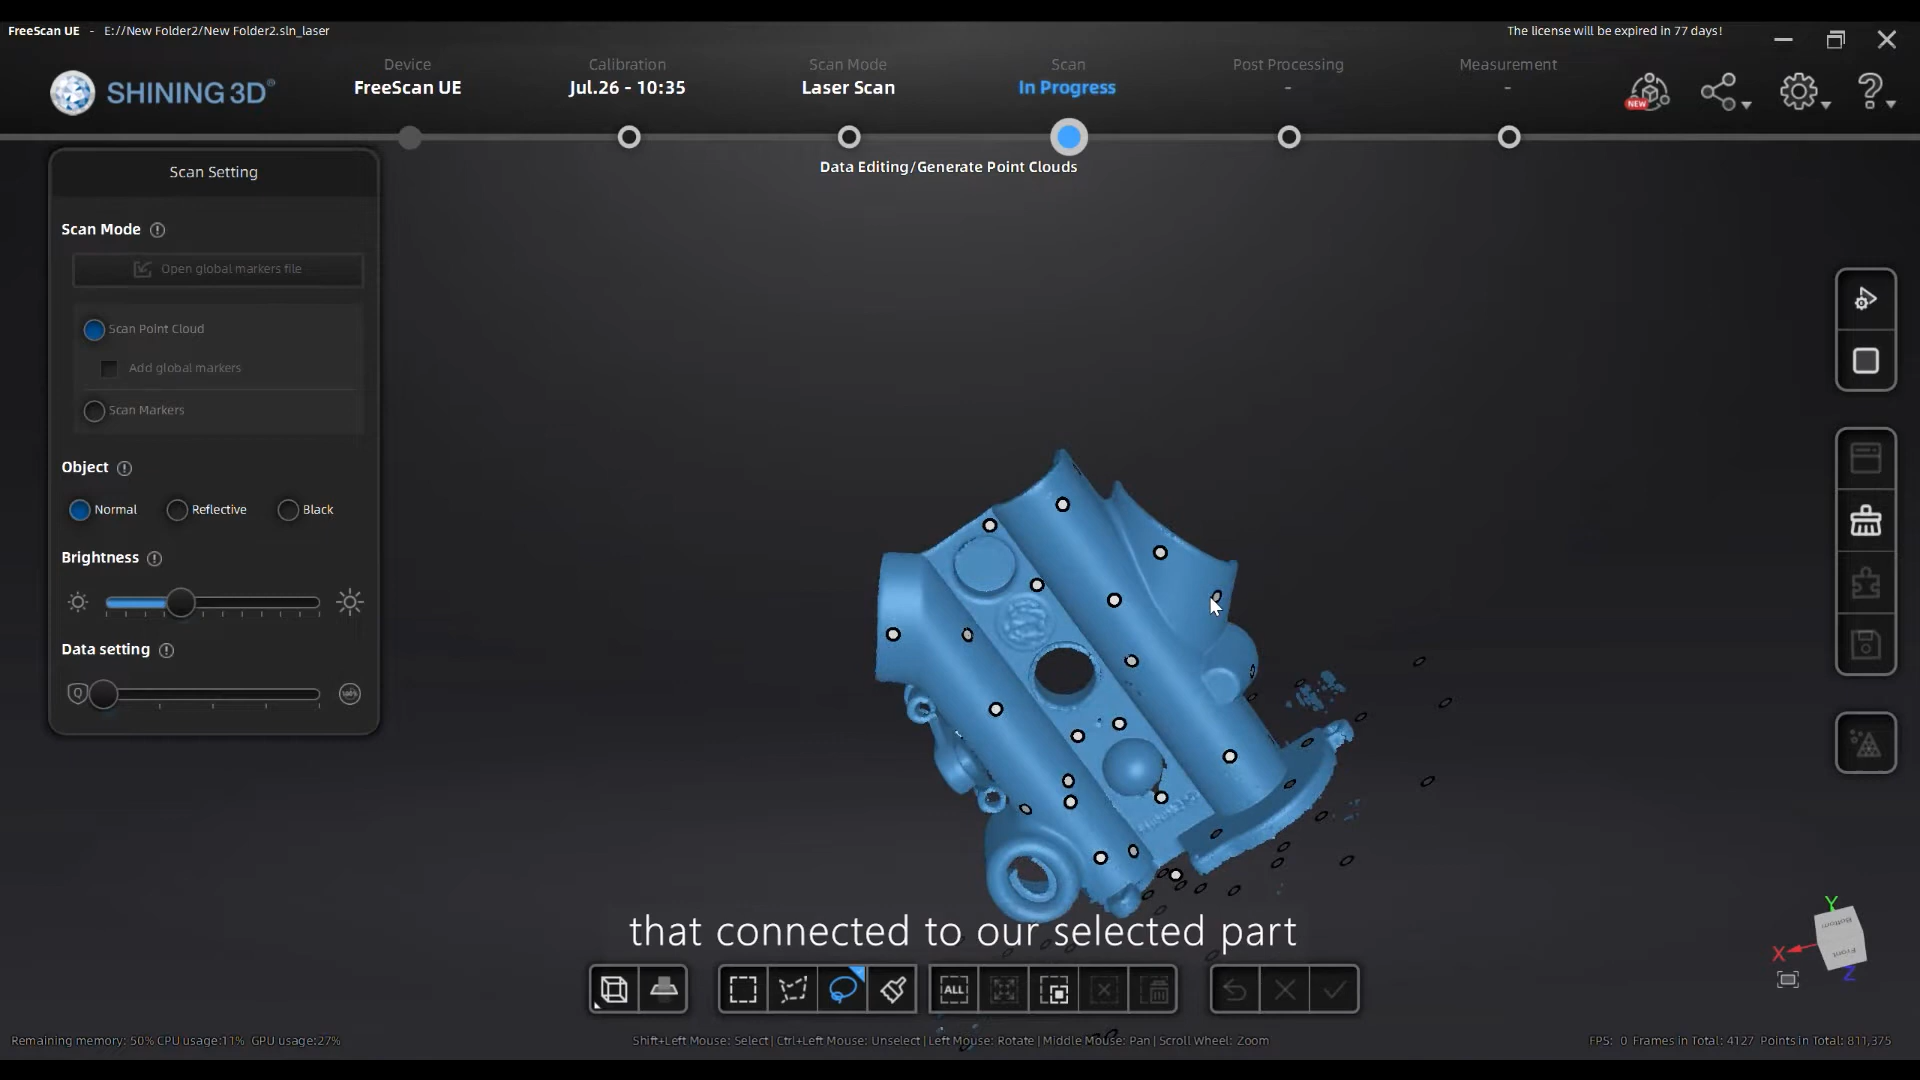 FreeScan UE - E://New Folder2/New Folder2.sln_laser
The license will be expired in 77 days!
SHINING 3D®
Device
FreeScan UE
Calibration
Jul.26 - 10:35
Scan Mode
Laser Scan
Scan
In Progress
Post Processing
-
Measurement
-
NEW
Data Editing/Generate Point Clouds
Scan Setting
Scan Mode
Open global markers file
Scan Point Cloud
Add global markers
Scan Markers
Object
Normal
Reflective
Black
Brightness
Data setting
Q
100%
that connected to our selected part
ALL
Y
X
Z
Bottom
Front
Remaining memory: 50% CPU usage:11% GPU usage:27%
Shift+Left Mouse: Select | Ctrl+Left Mouse: Unselect | Left Mouse: Rotate | Middle Mouse: Pan | Scroll Wheel: Zoom
FPS: 0 Frames in Total: 4127 Points in Total: 811,375